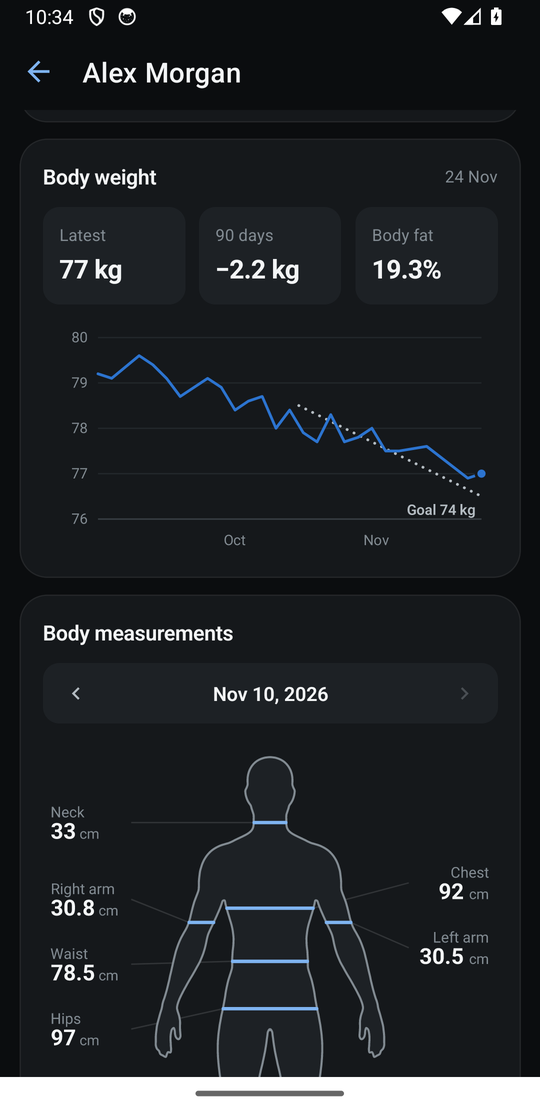 10:34
Alex Morgan
Body weight
24 Nov
Latest
77 kg
90 days
−2.2 kg
Body fat
19.3%
80
79
78
77
76
Goal 74 kg
Oct
Nov
Body measurements
Nov 10, 2026
Neck
33 cm
Right arm
30.8 cm
Waist
78.5 cm
Hips
97 cm
Chest
92 cm
Left arm
30.5 cm